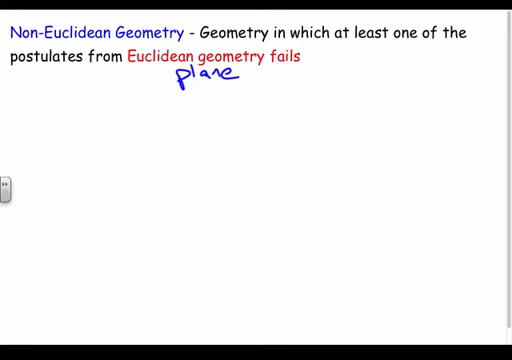 Non-Euclidean Geometry - Geometry in which at least one of the
postulates from Euclidean geometry fails
plane